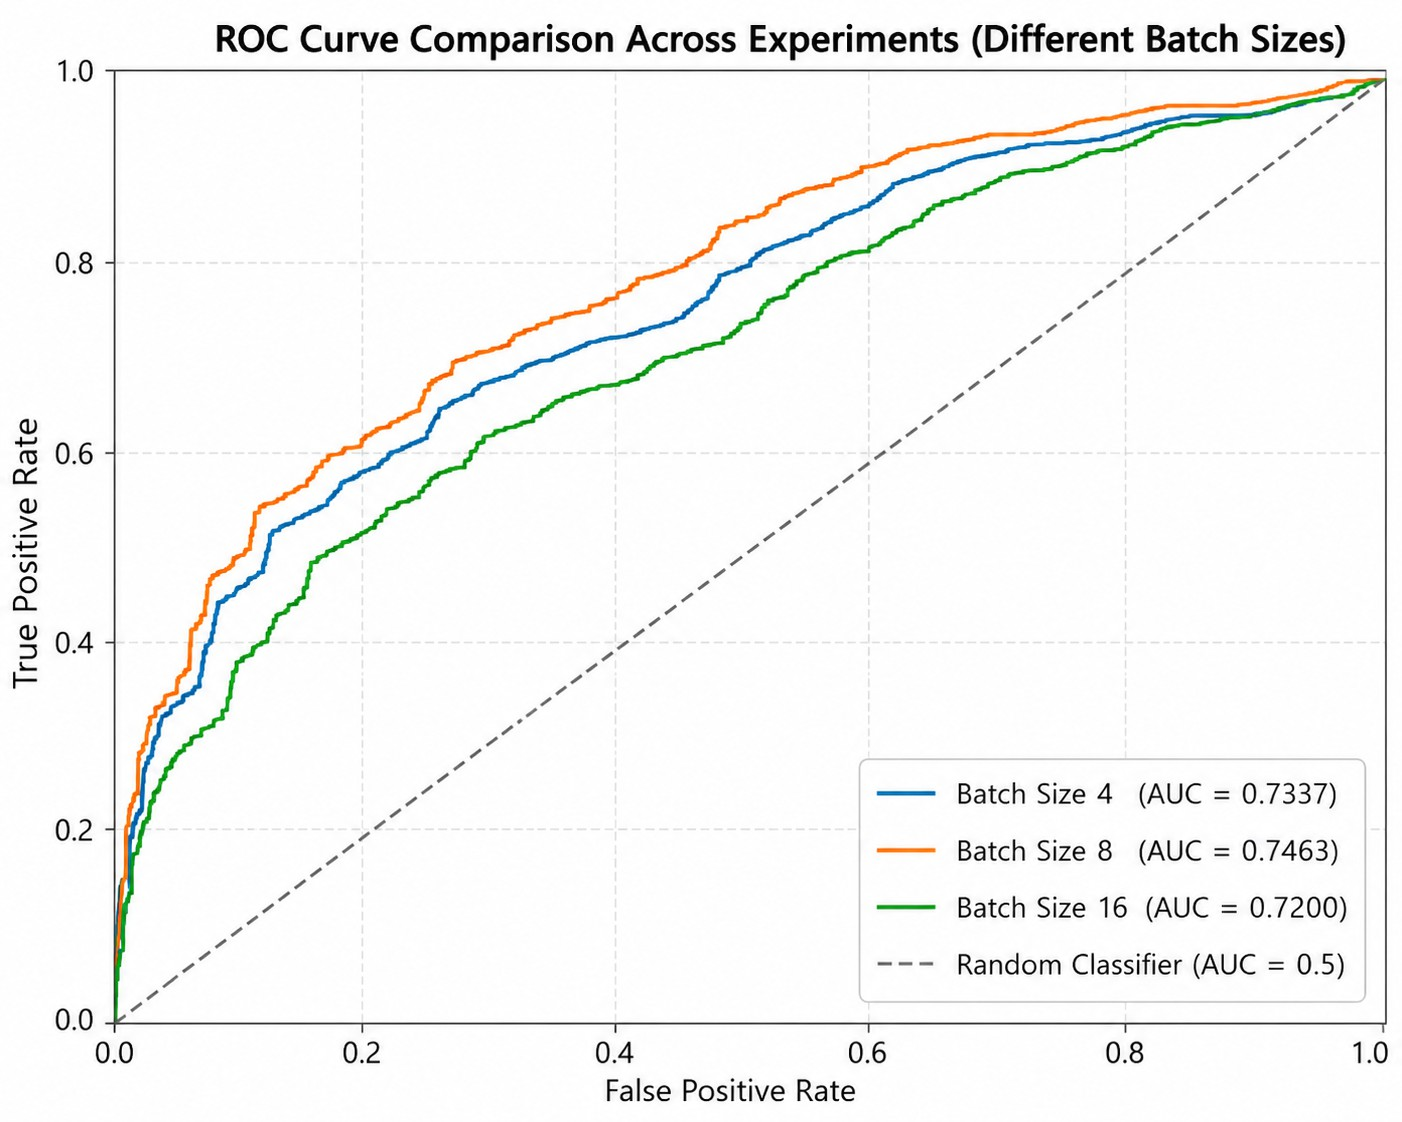 ROC Curve Comparison Across Experiments (Different Batch Sizes)
1.0
0.8
0.6
0.4
0.2
0.0
True Positive Rate
Batch Size 4 (AUC = 0.7337)
Batch Size 8 (AUC = 0.7463)
Batch Size 16 (AUC = 0.7200)
Random Classifier (AUC = 0.5)
0.0 0.2 0.4 0.6 0.8 1.0
False Positive Rate